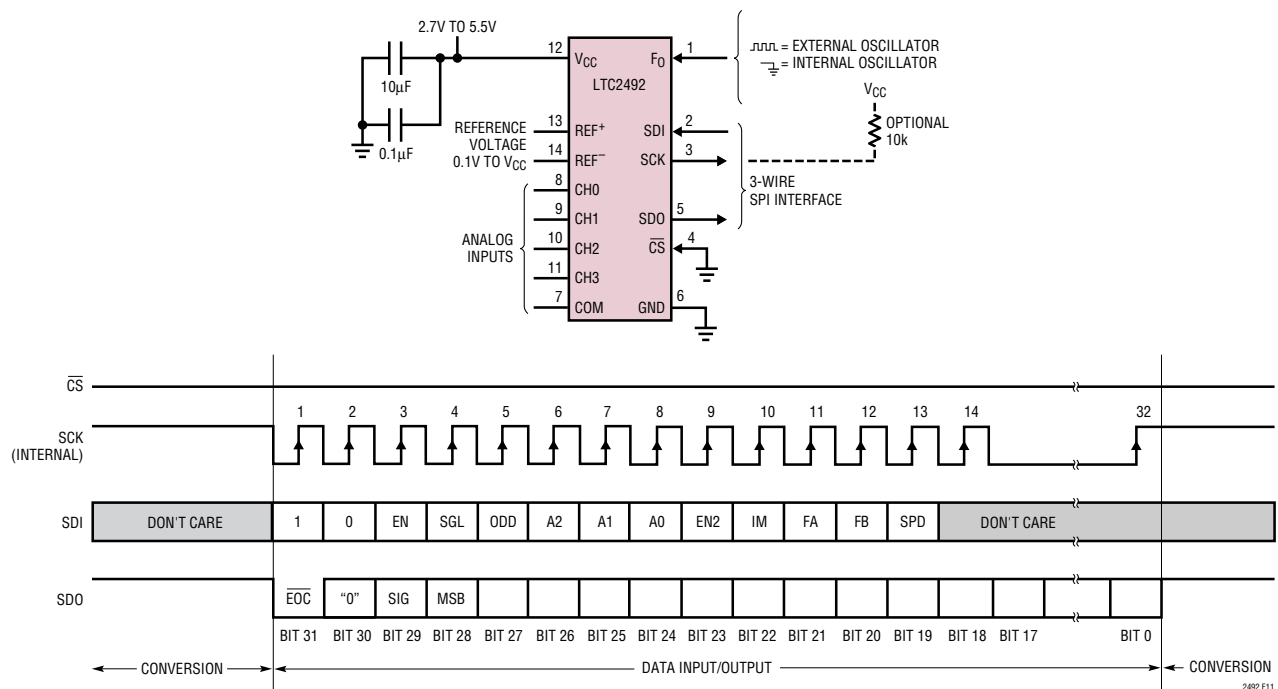 2.7V TO 5.5V
12
VCC
10µF
0.1µF
LTC2492
FO
1
= EXTERNAL OSCILLATOR
= INTERNAL OSCILLATOR
VCC
OPTIONAL
10k
REFERENCE
VOLTAGE
0.1V TO VCC
13
REF+
14
REF–
SDI
2
SCK
3
3-WIRE
SPI INTERFACE
ANALOG
INPUTS
8
CH0
9
CH1
10
CH2
11
CH3
7
COM
SDO
5
CS
4
GND
6
CS
SCK
(INTERNAL)
1 2 3 4 5 6 7 8 9 10 11 12 13 14 32
SDI
DON'T CARE 1 0 EN SGL ODD A2 A1 A0 EN2 IM FA FB SPD DON'T CARE
SDO
EOC "0" SIG MSB
BIT 31 BIT 30 BIT 29 BIT 28 BIT 27 BIT 26 BIT 25 BIT 24 BIT 23 BIT 22 BIT 21 BIT 20 BIT 19 BIT 18 BIT 17 BIT 0
CONVERSION DATA INPUT/OUTPUT CONVERSION
2492 F11